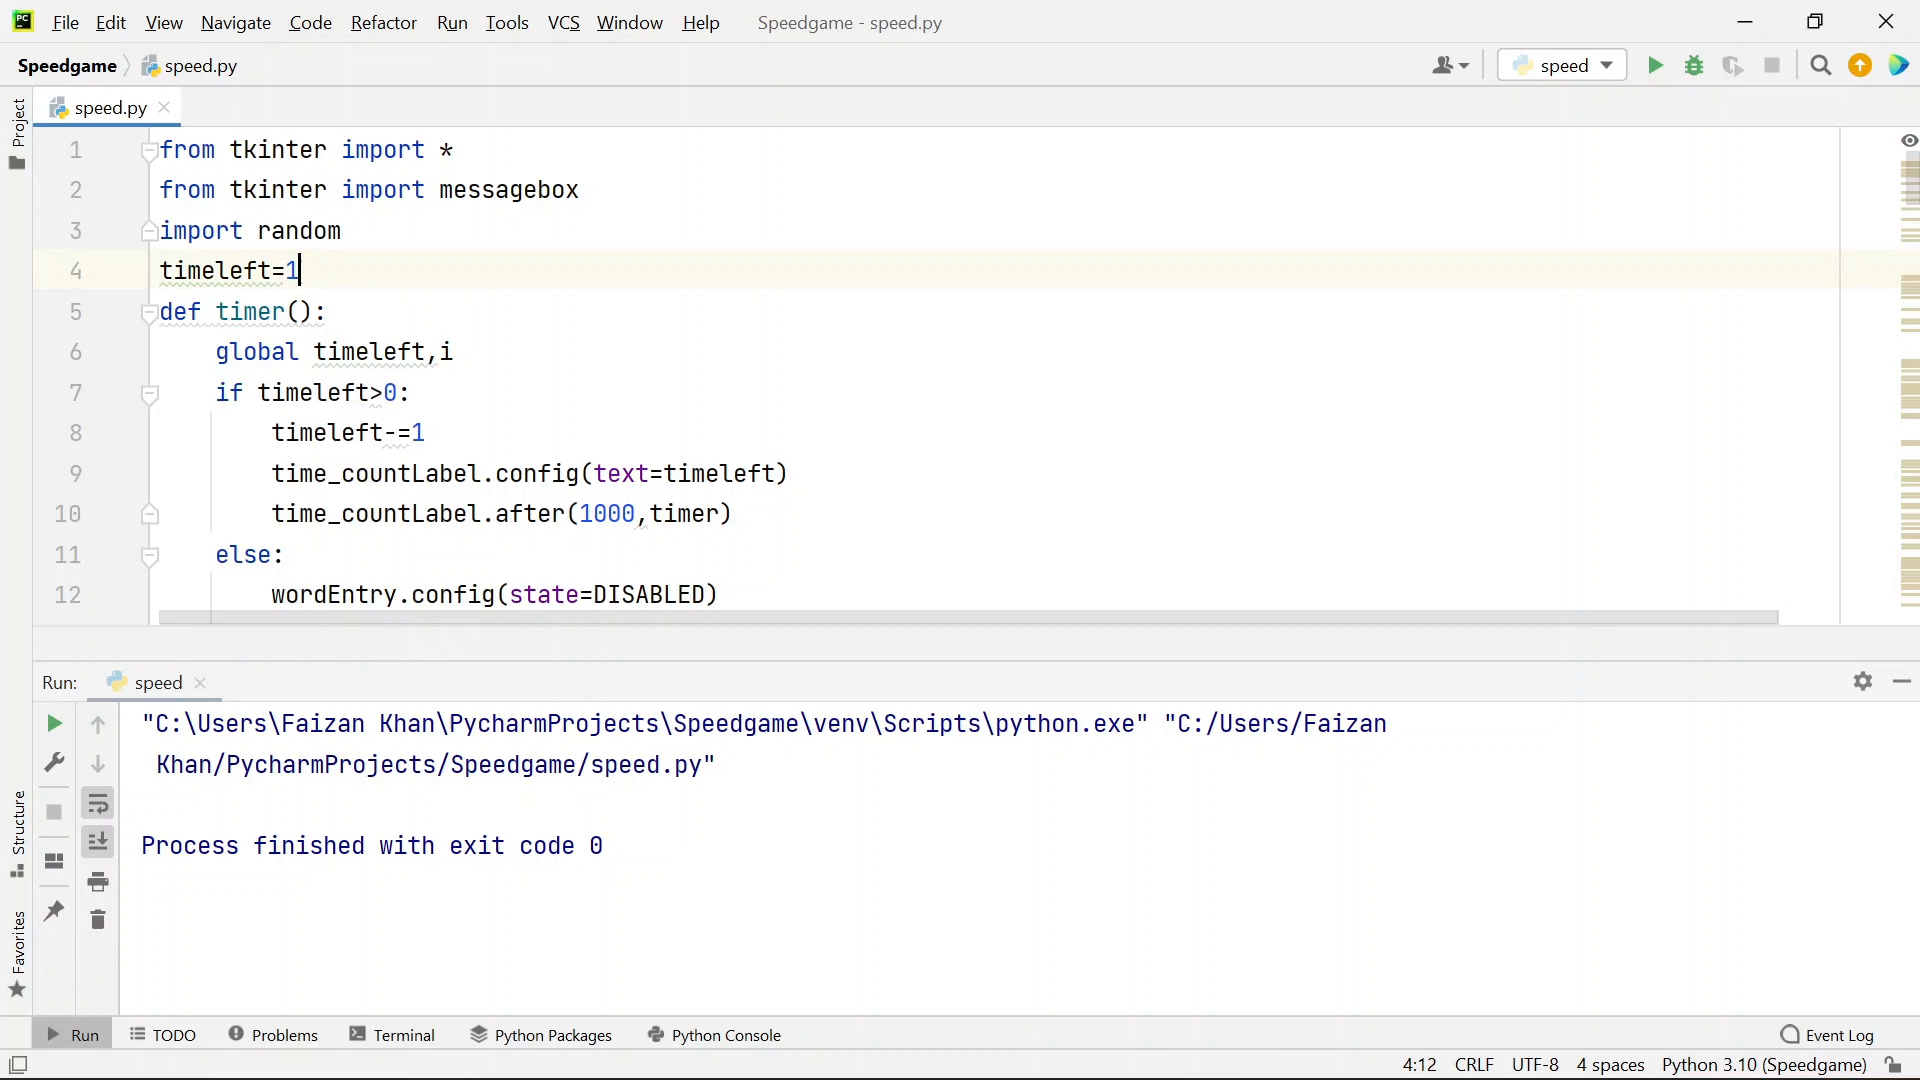 PC File Edit View Navigate Code Refactor Run Tools VCS Window Help Speedgame - speed.py
Speedgame speed.py speed
speed.py
Project
1 from tkinter import *
2 from tkinter import messagebox
3 import random
4 timeleft=1
5 def timer():
6 global timeleft,i
7 if timeleft>0:
8 timeleft-=1
9 time_countLabel.config(text=timeleft)
10 time_countLabel.after(1000,timer)
11 else:
12 wordEntry.config(state=DISABLED)
Run: speed
"C:\Users\Faizan Khan\PycharmProjects\Speedgame\venv\Scripts\python.exe" "C:/Users/Faizan
Khan/PycharmProjects/Speedgame/speed.py"
Process finished with exit code 0
Structure
Favorites
Run TODO Problems Terminal Python Packages Python Console Event Log
4:12 CRLF UTF-8 4 spaces Python 3.10 (Speedgame)